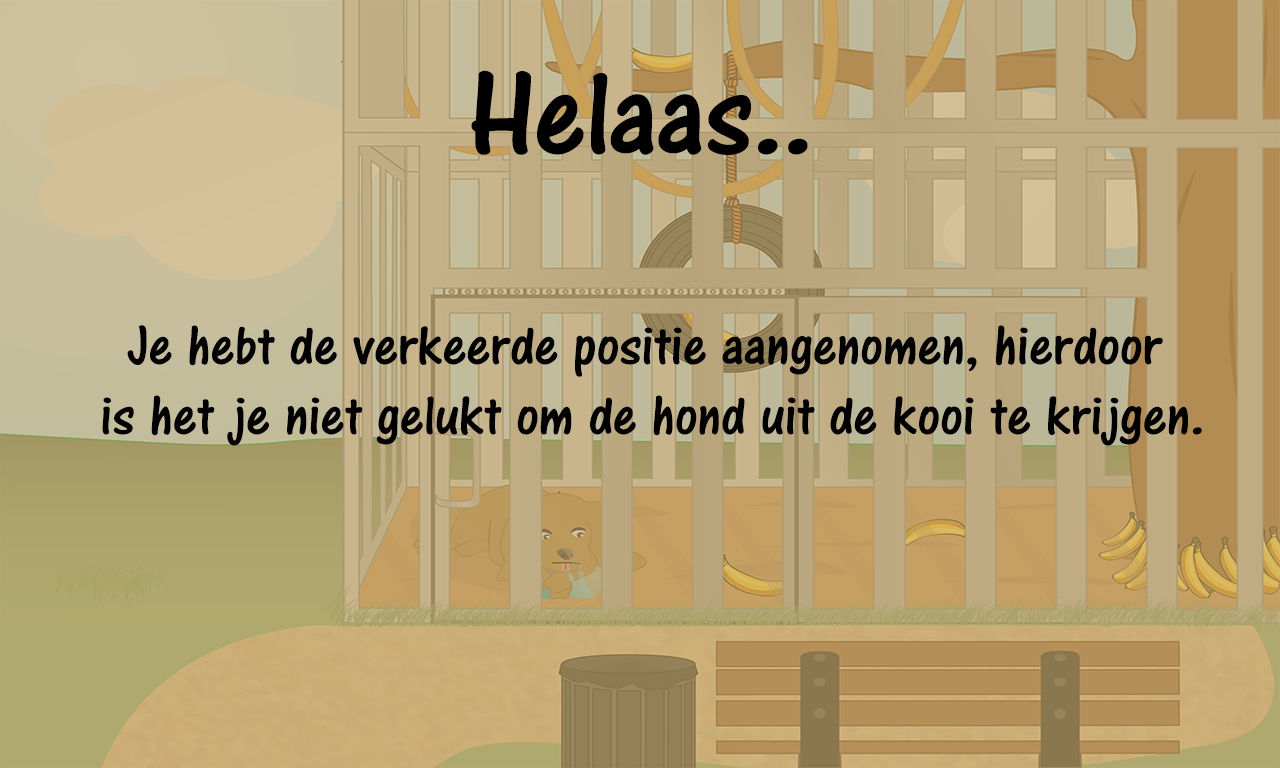 Helaas..
Je hebt de verkeerde positie aangenomen, hierdoor
is het je niet gelukt om de hond uit de kooi te krijgen.